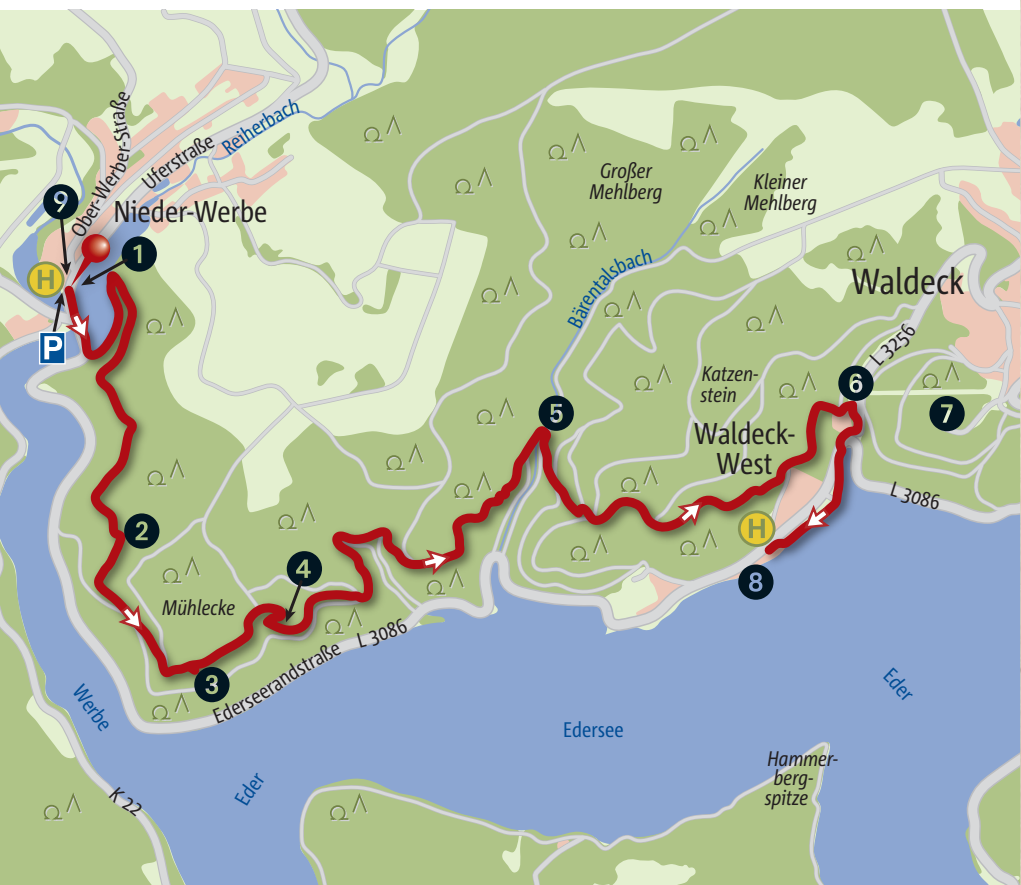 Ober-Werber-Straße
Uferstraße
Reiherbach
9
Nieder-Werbe
1
H
P
Großer
Mehlberg
Kleiner
Mehlberg
Bärentalsbach
Waldeck
L 3256
6
7
Katzen-
stein
5
Waldeck-
West
L 3086
H
8
2
4
Mühlecke
3
Ederseerandstraße
L 3086
Werbe
Eder
Edersee
Eder
Hammer-
berg-
spitze
K 22